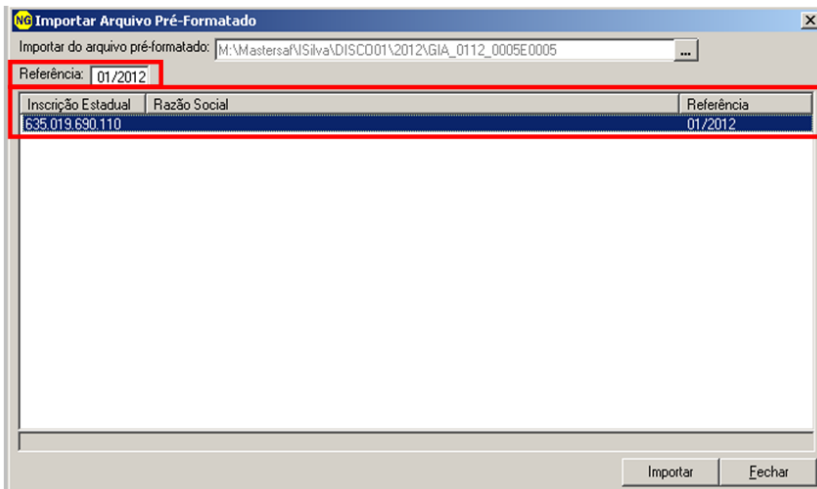 NG Importar Arquivo Pré-Formatado
Importar do arquivo pré-formatado: M:\Mastersaf\ISilva\DISCO01\2012\GIA_0112_0005E0005 ...
Referência: 01/2012
Inscrição Estadual Razão Social Referência
635.019.690.110 01/2012
Importar Fechar